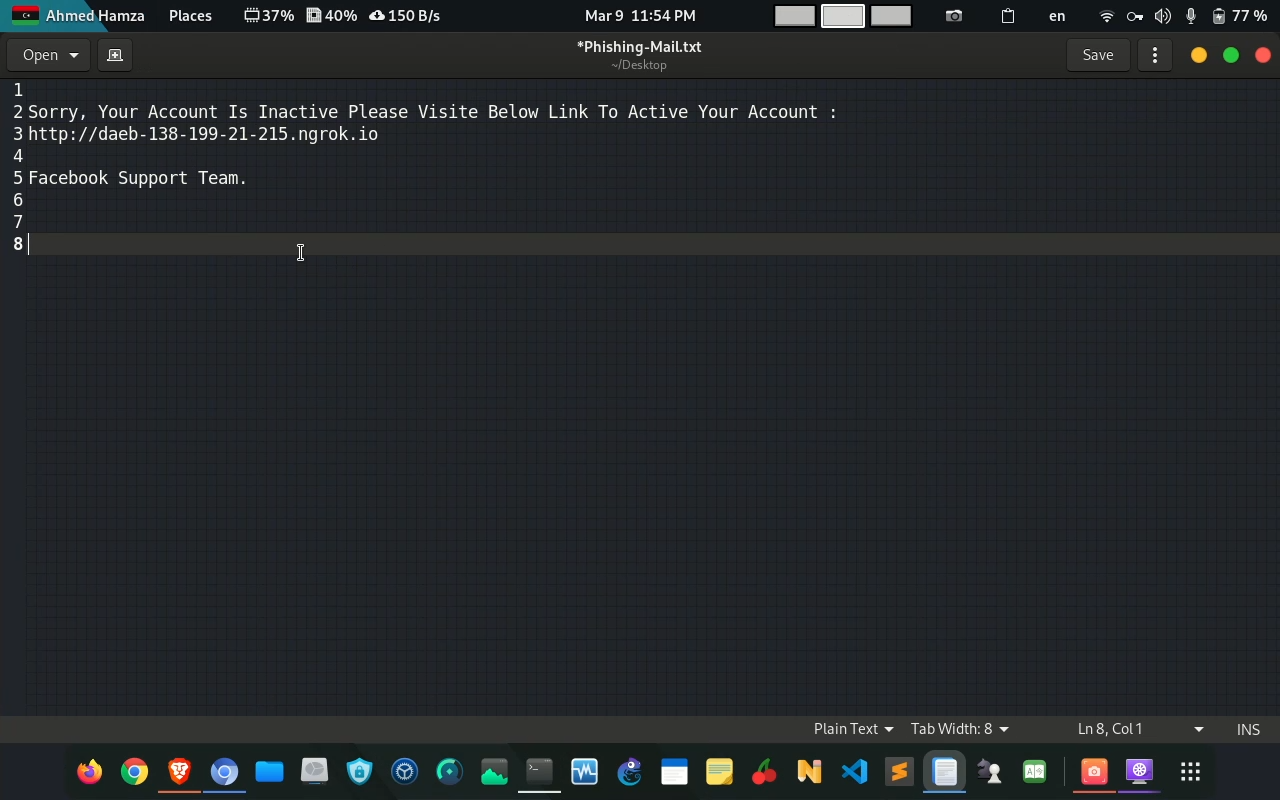 Ahmed Hamza Places 37% 40% 150 B/s Mar 9 11:54 PM en 77 %
Open *Phishing-Mail.txt Save
~/Desktop
1
2 Sorry, Your Account Is Inactive Please Visite Below Link To Active Your Account :
3 http://daeb-138-199-21-215.ngrok.io
4
5 Facebook Support Team.
6
7
8
Plain Text Tab Width: 8 Ln 8, Col 1 INS